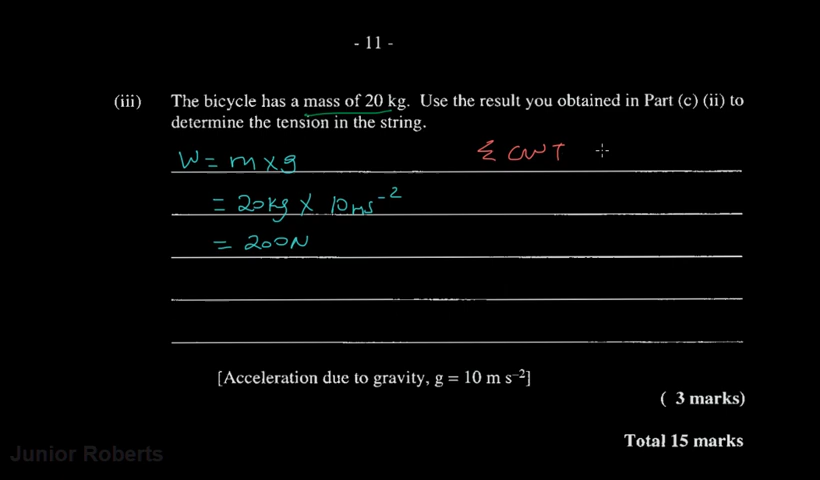 - 11 -
(iii) The bicycle has a mass of 20 kg. Use the result you obtained in Part (c) (ii) to
determine the tension in the string.
W = m x g
Σ CWT
= 20kg x 10ms⁻²
= 200N
[Acceleration due to gravity, g = 10 m s⁻²]
( 3 marks)
Total 15 marks
Junior Roberts